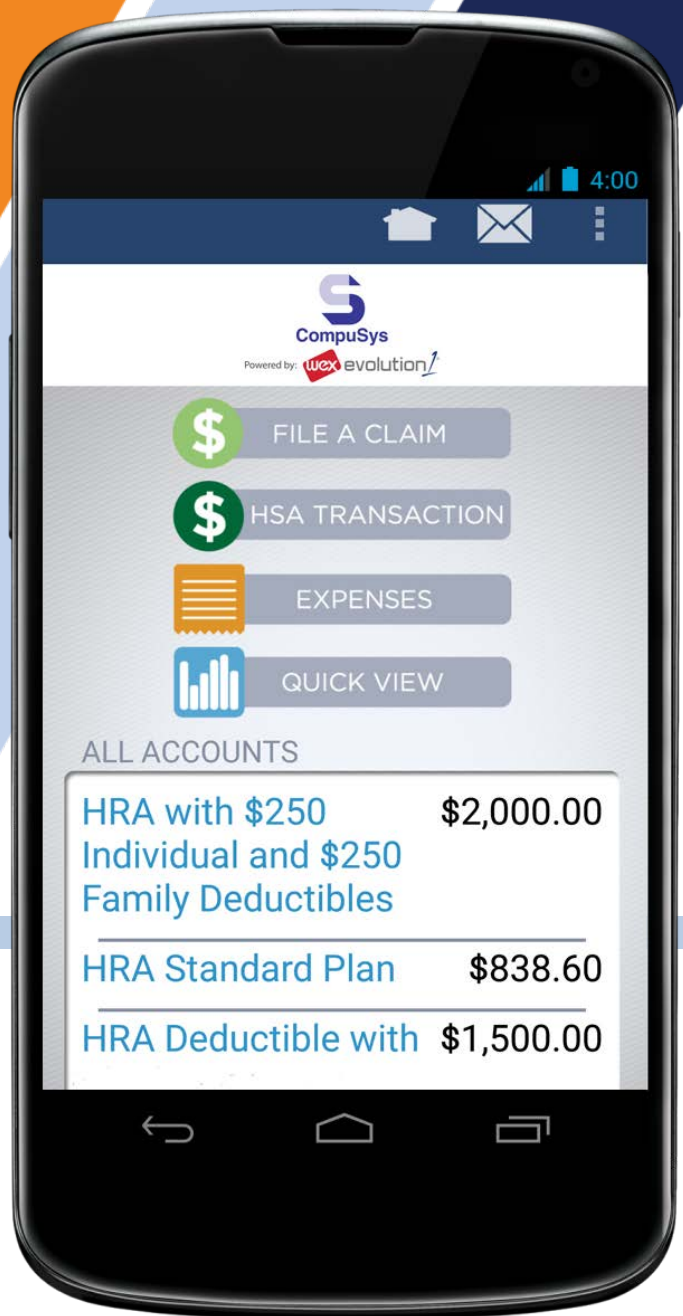 4:00
CompuSys
Powered by: wex evolution1
FILE A CLAIM
HSA TRANSACTION
EXPENSES
QUICK VIEW
ALL ACCOUNTS
HRA with $250 $2,000.00
Individual and $250
Family Deductibles
HRA Standard Plan $838.60
HRA Deductible with $1,500.00